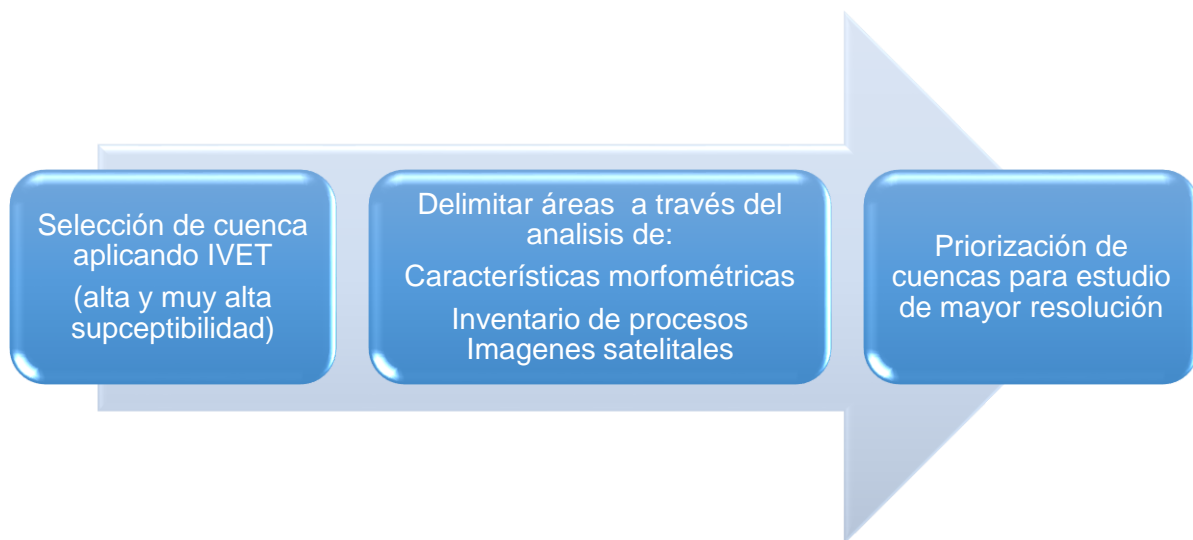 Selección de cuenca
aplicando IVET
(alta y muy alta
supceptibilidad)
Delimitar áreas a través del
analisis de:
Características morfométricas
Inventario de procesos
Imagenes satelitales
Priorización de
cuencas para estudio
de mayor resolución